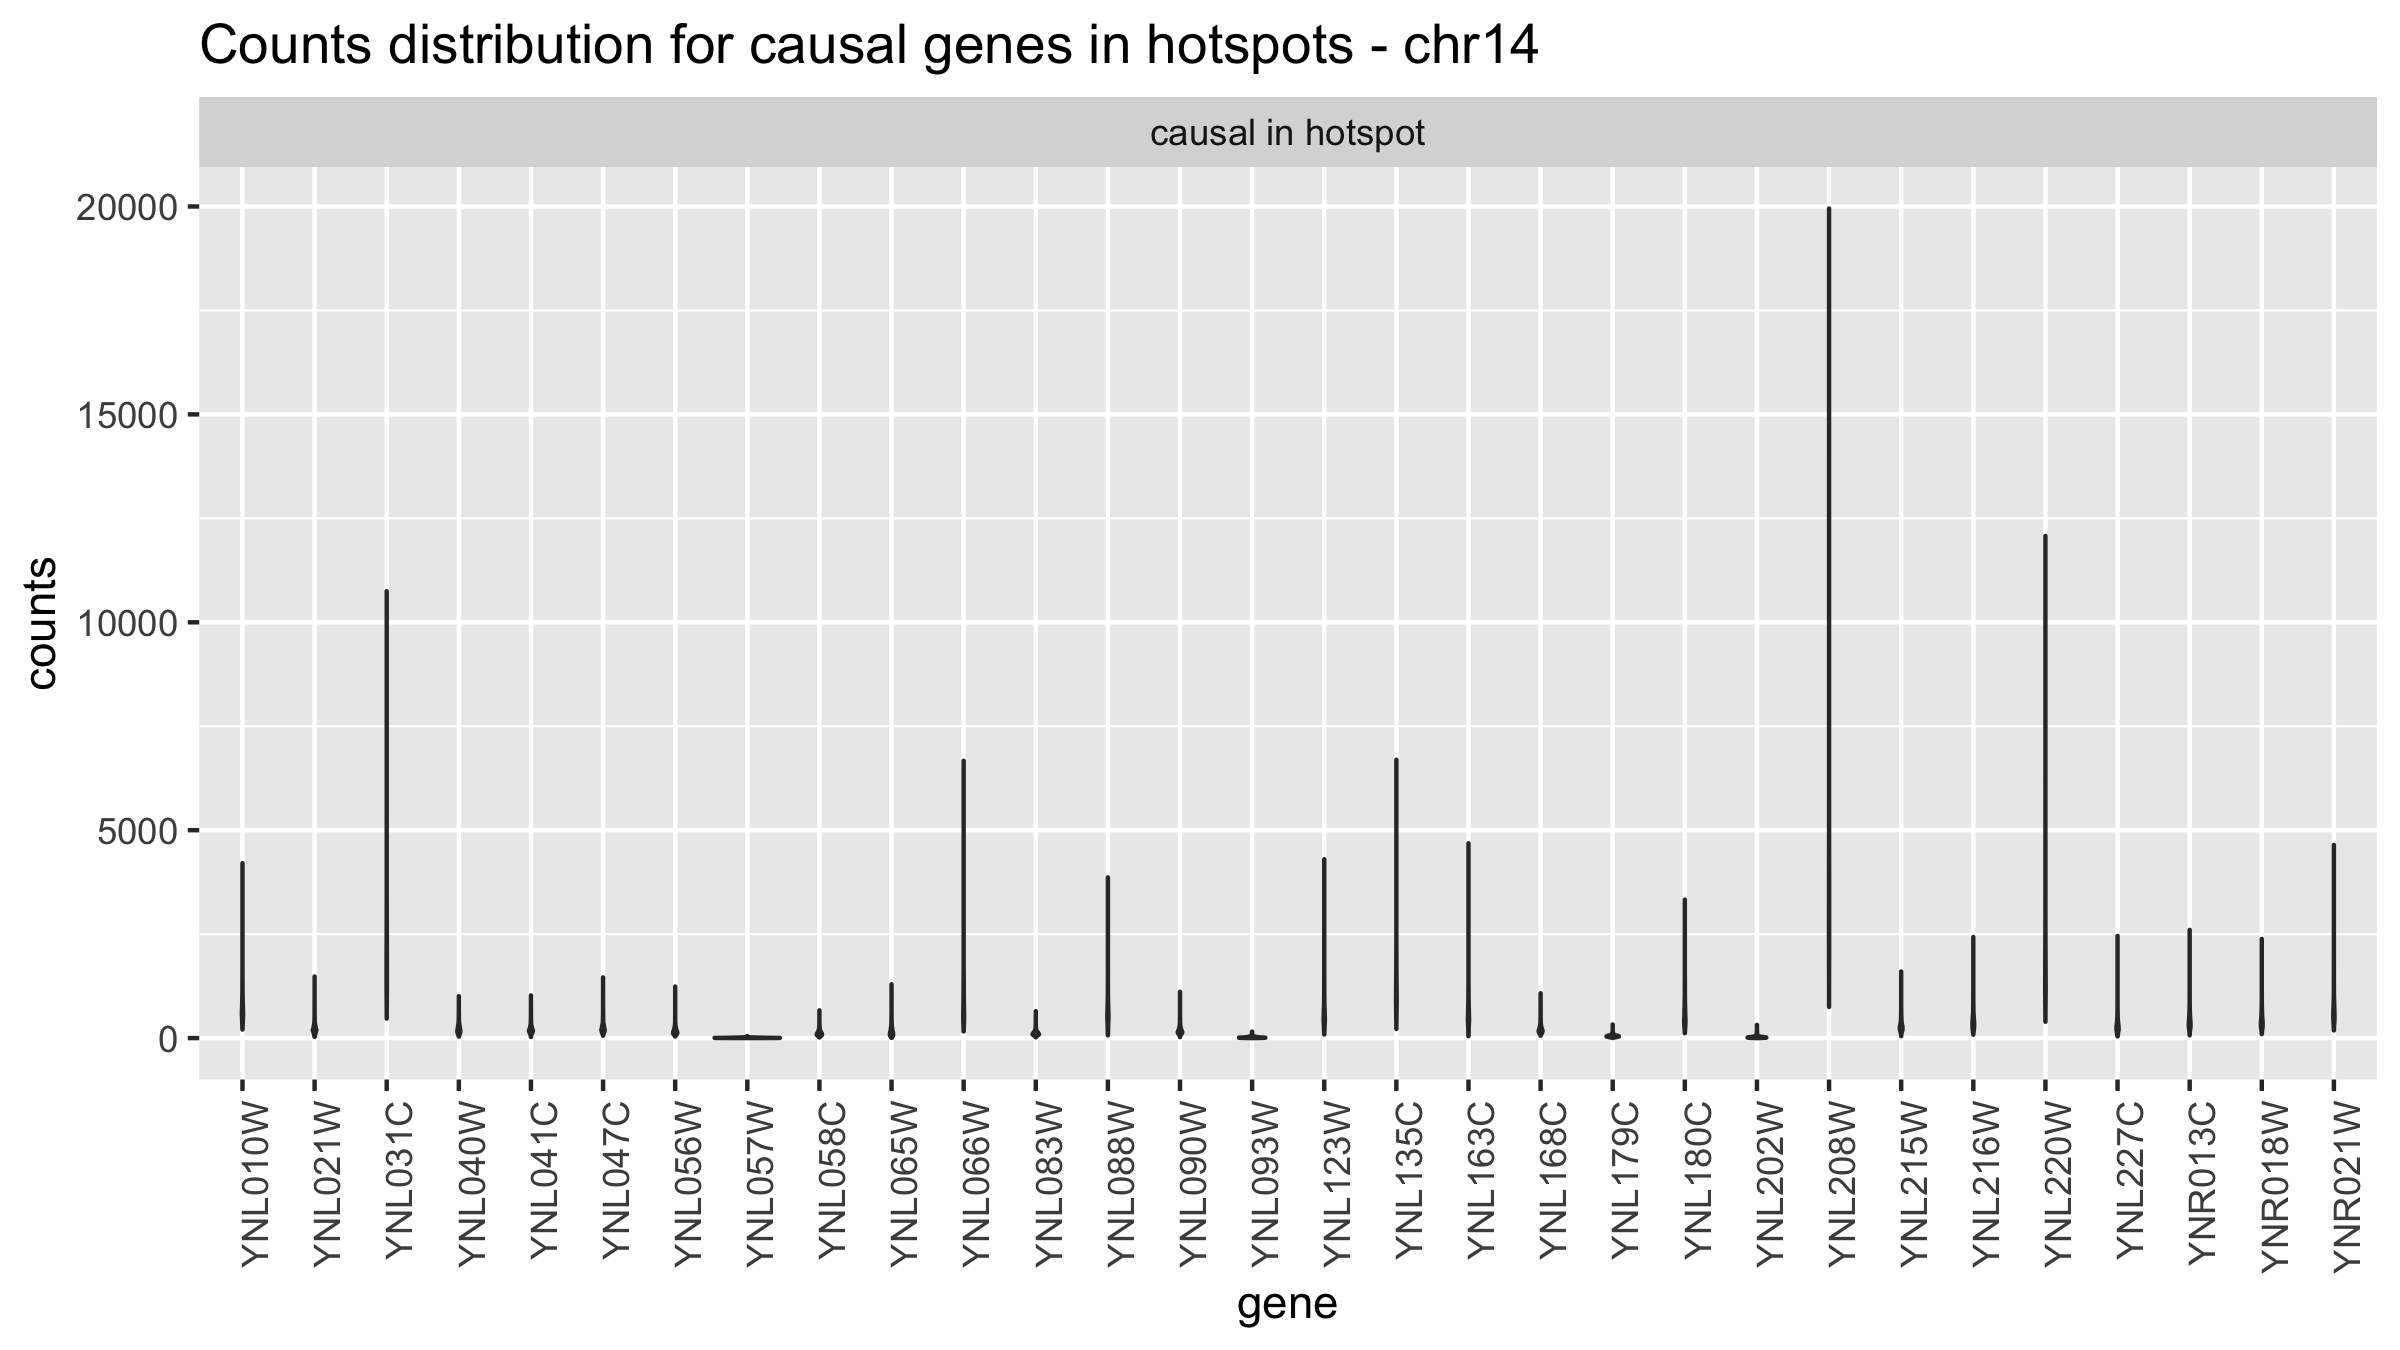 Counts distribution for causal genes in hotspots - chr14
causal in hotspot
20000
15000
10000
5000
0
counts
YNL010W
YNL021W
YNL031C
YNL040W
YNL041C
YNL047C
YNL056W
YNL057W
YNL058C
YNL065W
YNL066W
YNL083W
YNL088W
YNL090W
YNL093W
YNL123W
YNL135C
YNL163C
YNL168C
YNL179C
YNL180C
YNL202W
YNL208W
YNL215W
YNL216W
YNL220W
YNL227C
YNR013C
YNR018W
YNR021W
gene